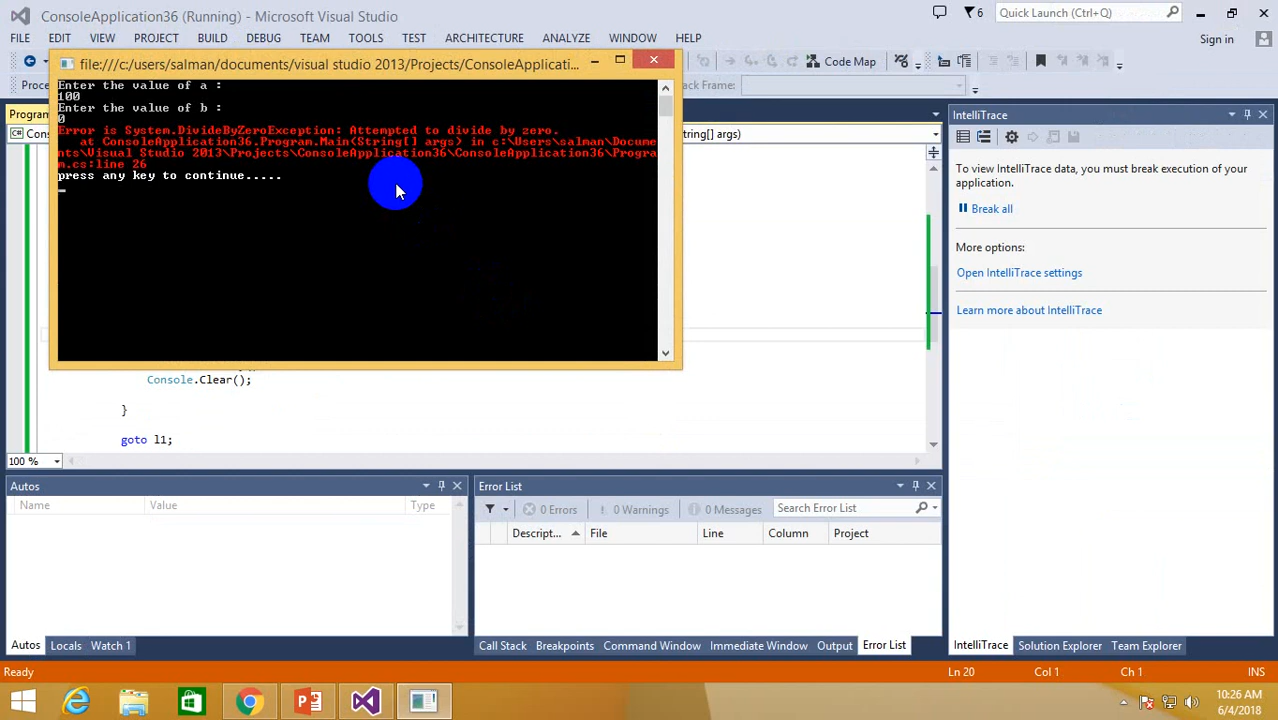 ConsoleApplication36 (Running) - Microsoft Visual Studio
6
Quick Launch (Ctrl+Q)
FILE EDIT VIEW PROJECT BUILD DEBUG TEAM TOOLS TEST ARCHITECTURE ANALYZE WINDOW HELP
Sign in
file:///c:/users/salman/documents/visual studio 2013/Projects/ConsoleApplicati...
Code Map
Proce
rack Frame:
Enter the value of a :
100
Enter the value of b :
0
Error is System.DivideByZeroException: Attempted to divide by zero.
at ConsoleApplication36.Program.Main(String[] args) in c:\Users\salman\Docume
nts\Visual Studio 2013\Projects\ConsoleApplication36\ConsoleApplication36\Progra
m.cs:line 26
press any key to continue.....
Program
C# Con
tring[] args)
Console.Clear();
}
goto l1;
100 %
IntelliTrace
To view IntelliTrace data, you must break execution of your
application.
Break all
More options:
Open IntelliTrace settings
Learn more about IntelliTrace
Autos
Name Value Type
Error List
0 Errors 0 Warnings 0 Messages Search Error List
Descript... File Line Column Project
Autos Locals Watch 1
Call Stack Breakpoints Command Window Immediate Window Output Error List
IntelliTrace Solution Explorer Team Explorer
Ready Ln 20 Col 1 Ch 1 INS
10:26 AM
6/4/2018